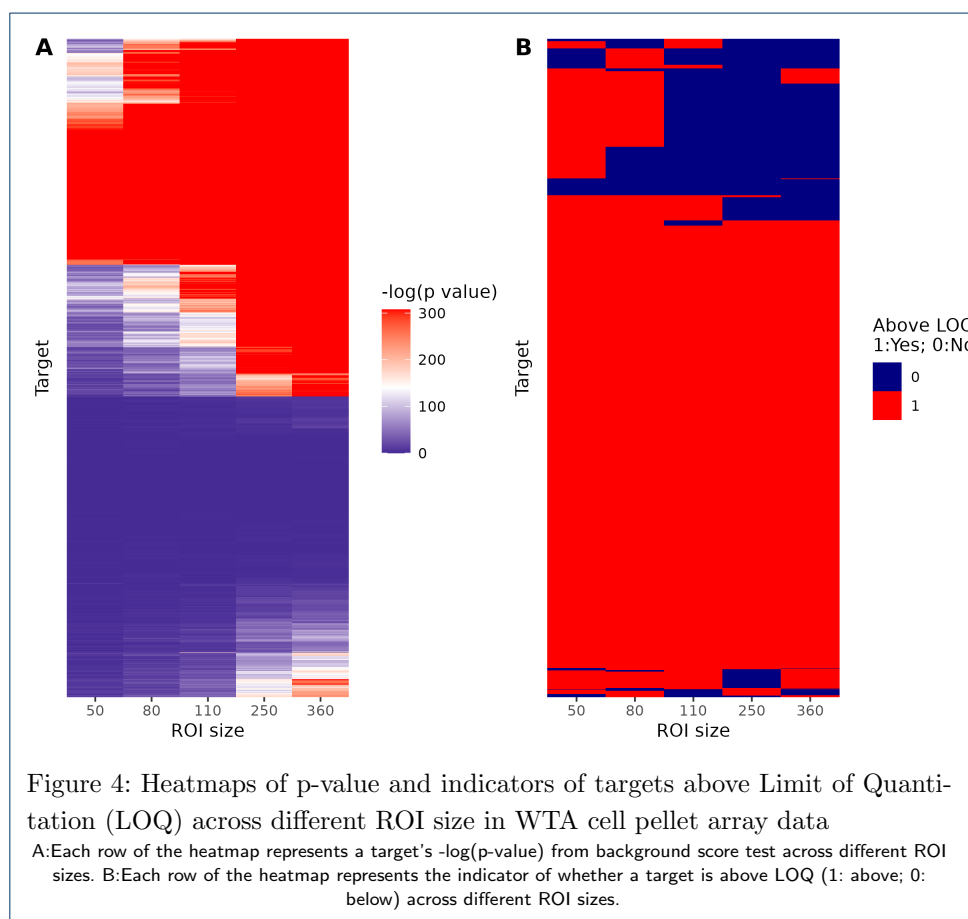 A
B
Target
-log(p value)
300
200
100
0
50 80 110 250 360
ROI size
Target
Above LOQ
1:Yes; 0:No
0
1
50 80 110 250 360
ROI size
Figure 4: Heatmaps of p-value and indicators of targets above Limit of Quanti-
tation (LOQ) across different ROI size in WTA cell pellet array data
A:Each row of the heatmap represents a target's -log(p-value) from background score test across different ROI
sizes. B:Each row of the heatmap represents the indicator of whether a target is above LOQ (1: above; 0:
below) across different ROI sizes.